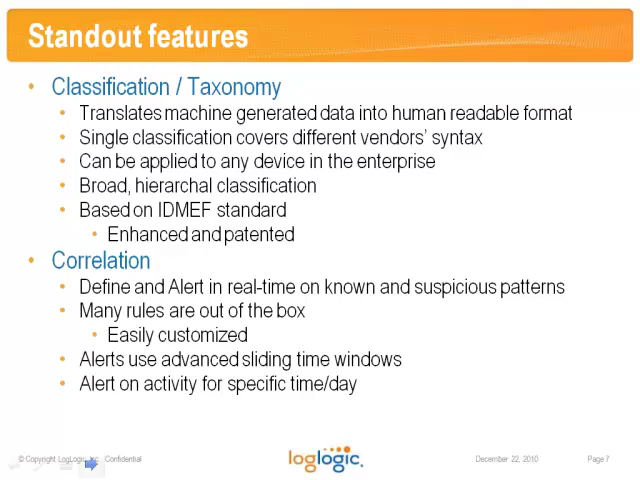 Standout features
• Classification / Taxonomy
• Translates machine generated data into human readable format
• Single classification covers different vendors' syntax
• Can be applied to any device in the enterprise
• Broad, hierarchal classification
• Based on IDMEF standard
• Enhanced and patented
• Correlation
• Define and Alert in real-time on known and suspicious patterns
• Many rules are out of the box
• Easily customized
• Alerts use advanced sliding time windows
• Alert on activity for specific time/day
© Copyright LogLogic, Inc. Confidential
loglogic.
December 22, 2010
Page 7